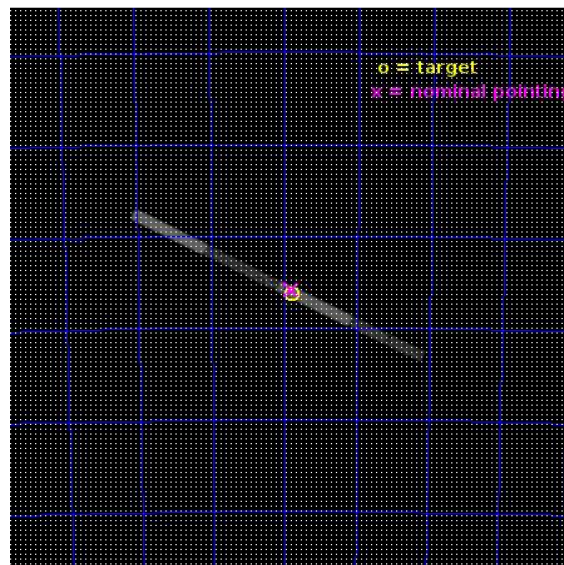 o = target
x = nominal pointing